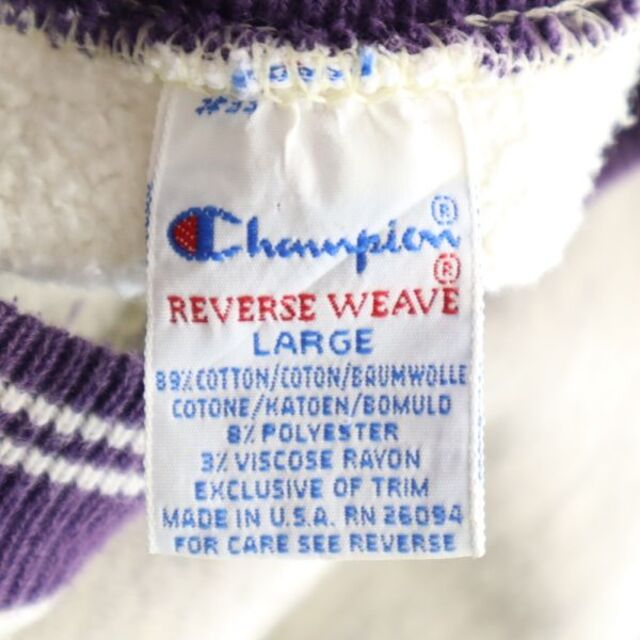 Champion ®
REVERSE WEAVE ®
LARGE
89% COTTON/COTON/BAUMWOLLE
COTONE/KATOEN/BOMULD
8% POLYESTER
3% VISCOSE RAYON
EXCLUSIVE OF TRIM
MADE IN U.S.A. RN 26094
FOR CARE SEE REVERSE